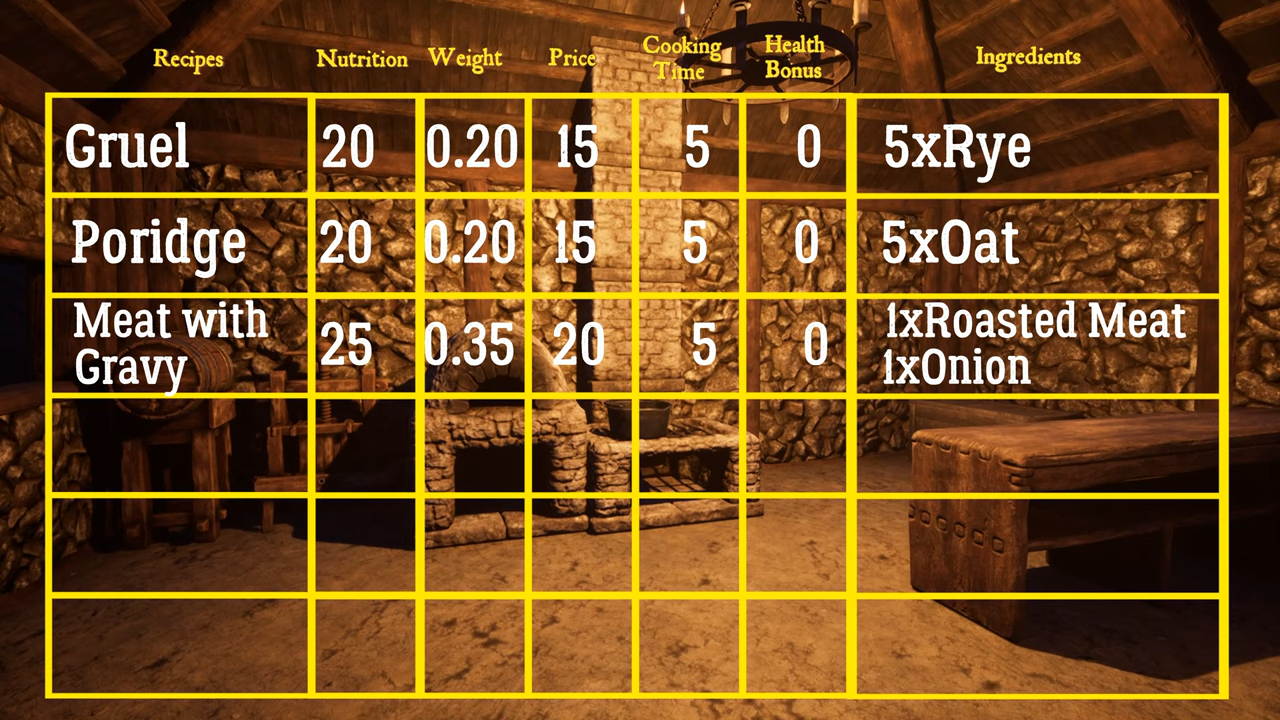 Recipes Nutrition Weight Price Cooking Time Health Bonus Ingredients
Gruel 20 0.20 15 5 0 5xRye
Poridge 20 0.20 15 5 0 5xOat
Meat with Gravy 25 0.35 20 5 0 1xRoasted Meat 1xOnion